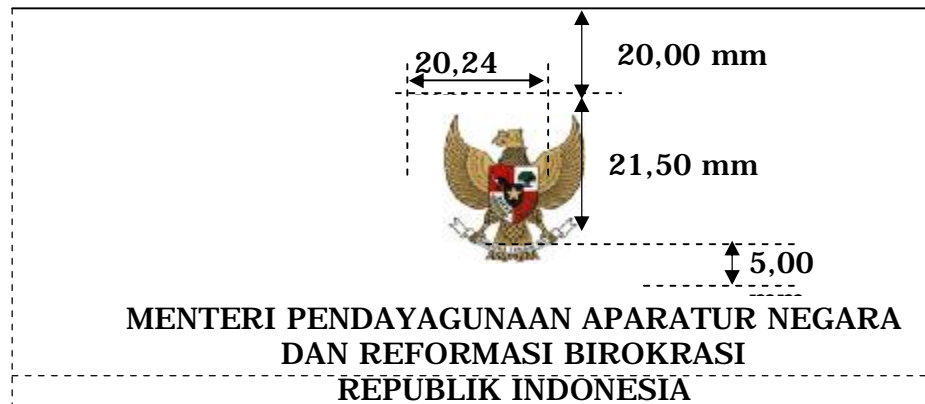 20,24
20,00 mm
21,50 mm
5,00
MENTERI PENDAYAGUNAAN APARATUR NEGARA
DAN REFORMASI BIROKRASI
REPUBLIK INDONESIA